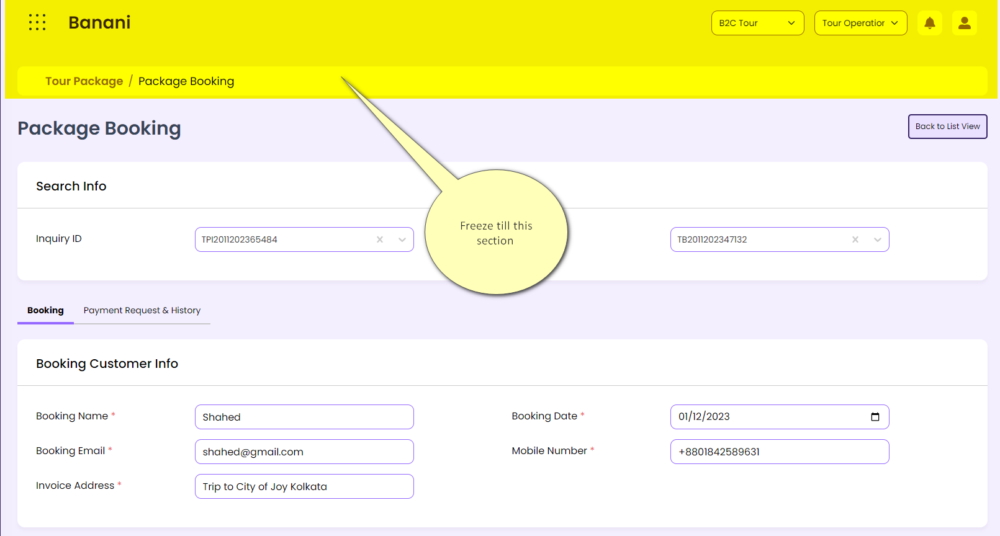 Banani
B2C Tour
Tour Operatior
Tour Package / Package Booking
Package Booking
Back to List View
Search Info
Freeze till this
section
Inquiry ID
TPI2011202365484
TB2011202347132
Booking
Payment Request & History
Booking Customer Info
Booking Name *
Shahed
Booking Date *
01/12/2023
Booking Email *
shahed@gmail.com
Mobile Number *
+8801842589631
Invoice Address *
Trip to City of Joy Kolkata